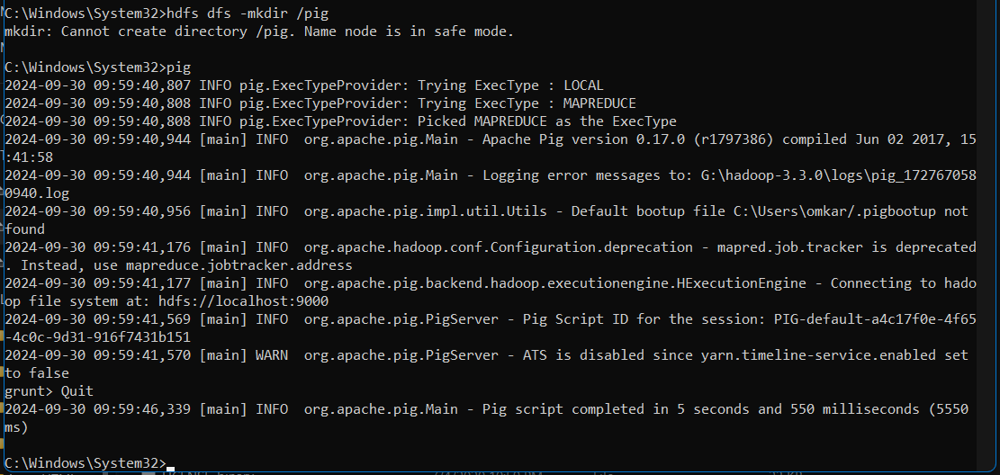 C:\Windows\System32>hdfs dfs -mkdir /pig
mkdir: Cannot create directory /pig. Name node is in safe mode.
C:\Windows\System32>pig
2024-09-30 09:59:40,807 INFO pig.ExecTypeProvider: Trying ExecType : LOCAL
2024-09-30 09:59:40,808 INFO pig.ExecTypeProvider: Trying ExecType : MAPREDUCE
2024-09-30 09:59:40,808 INFO pig.ExecTypeProvider: Picked MAPREDUCE as the ExecType
2024-09-30 09:59:40,944 [main] INFO  org.apache.pig.Main - Apache Pig version 0.17.0 (r1797386) compiled Jun 02 2017, 15
:41:58
2024-09-30 09:59:40,944 [main] INFO  org.apache.pig.Main - Logging error messages to: G:\hadoop-3.3.0\logs\pig_172767058
0940.log
2024-09-30 09:59:40,956 [main] INFO  org.apache.pig.impl.util.Utils - Default bootup file C:\Users\omkar/.pigbootup not
found
2024-09-30 09:59:41,176 [main] INFO  org.apache.hadoop.conf.Configuration.deprecation - mapred.job.tracker is deprecated
. Instead, use mapreduce.jobtracker.address
2024-09-30 09:59:41,177 [main] INFO  org.apache.pig.backend.hadoop.executionengine.HExecutionEngine - Connecting to hado
op file system at: hdfs://localhost:9000
2024-09-30 09:59:41,569 [main] INFO  org.apache.pig.PigServer - Pig Script ID for the session: PIG-default-a4c17f0e-4f65
-4c0c-9d31-916f7431b151
2024-09-30 09:59:41,570 [main] WARN  org.apache.pig.PigServer - ATS is disabled since yarn.timeline-service.enabled set
to false
grunt> Quit
2024-09-30 09:59:46,339 [main] INFO  org.apache.pig.Main - Pig script completed in 5 seconds and 550 milliseconds (5550
ms)
C:\Windows\System32>